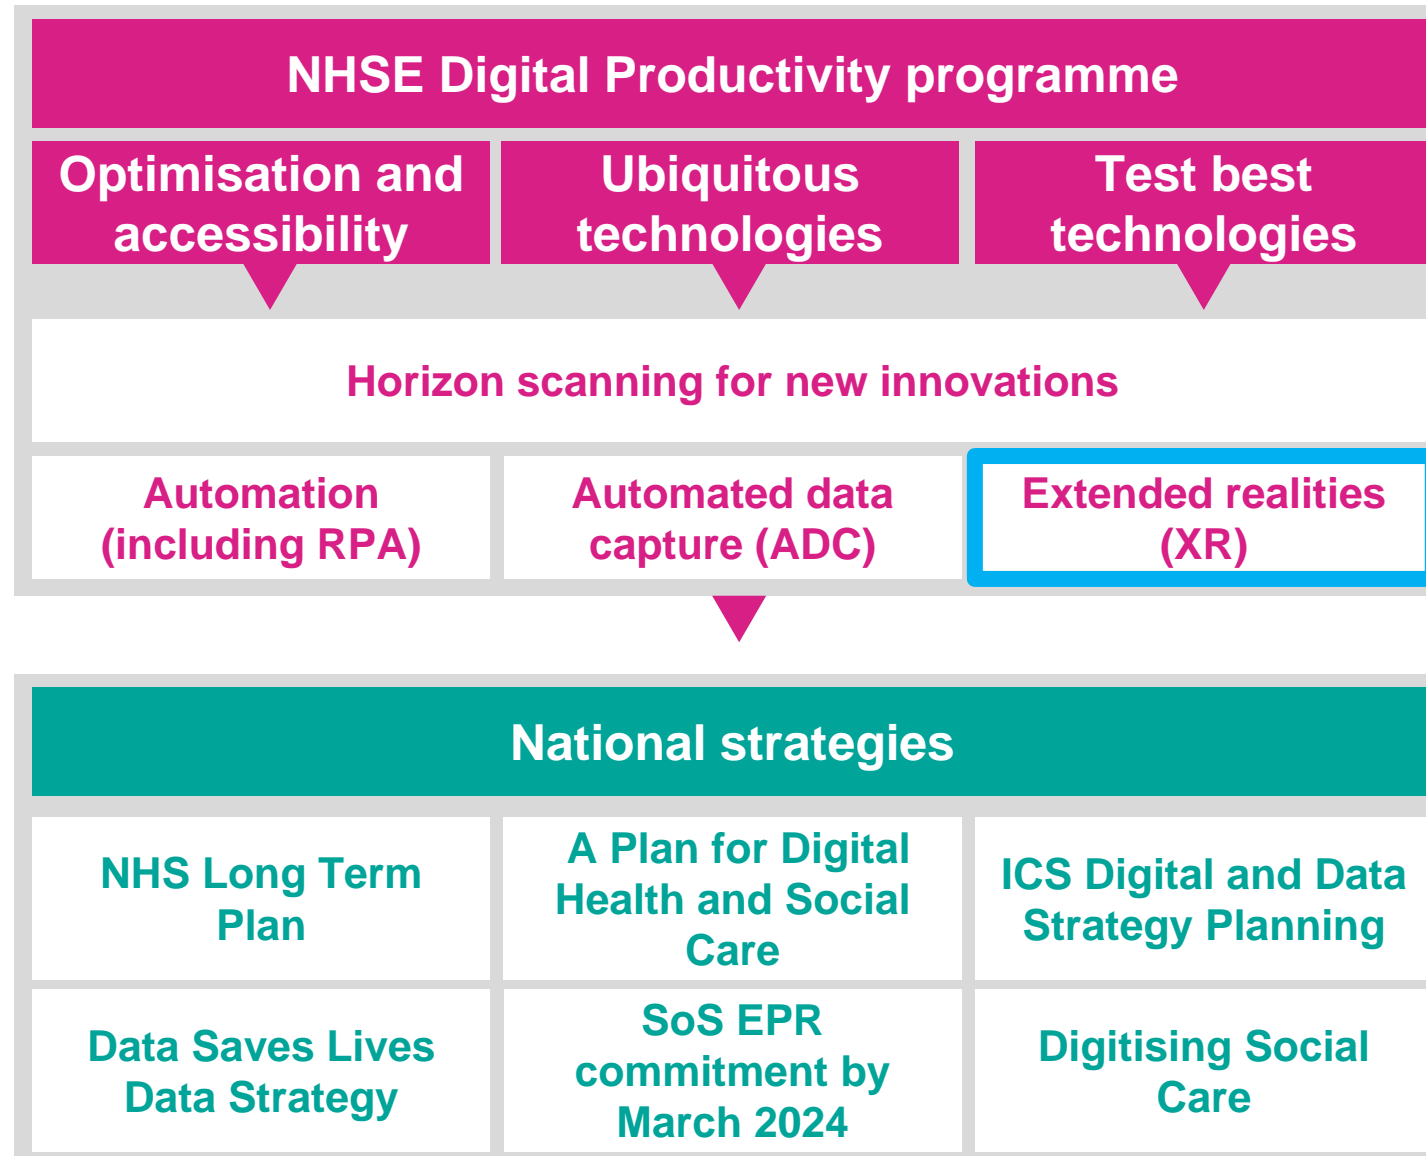 NHSE Digital Productivity programme
Optimisation and
accessibility
Ubiquitous
technologies
Test best
technologies
Horizon scanning for new innovations
Automation
(including RPA)
Automated data
capture (ADC)
Extended realities
(XR)
National strategies
NHS Long Term
Plan
A Plan for Digital
Health and Social
Care
ICS Digital and Data
Strategy Planning
Data Saves Lives
Data Strategy
SoS EPR
commitment by
March 2024
Digitising Social
Care